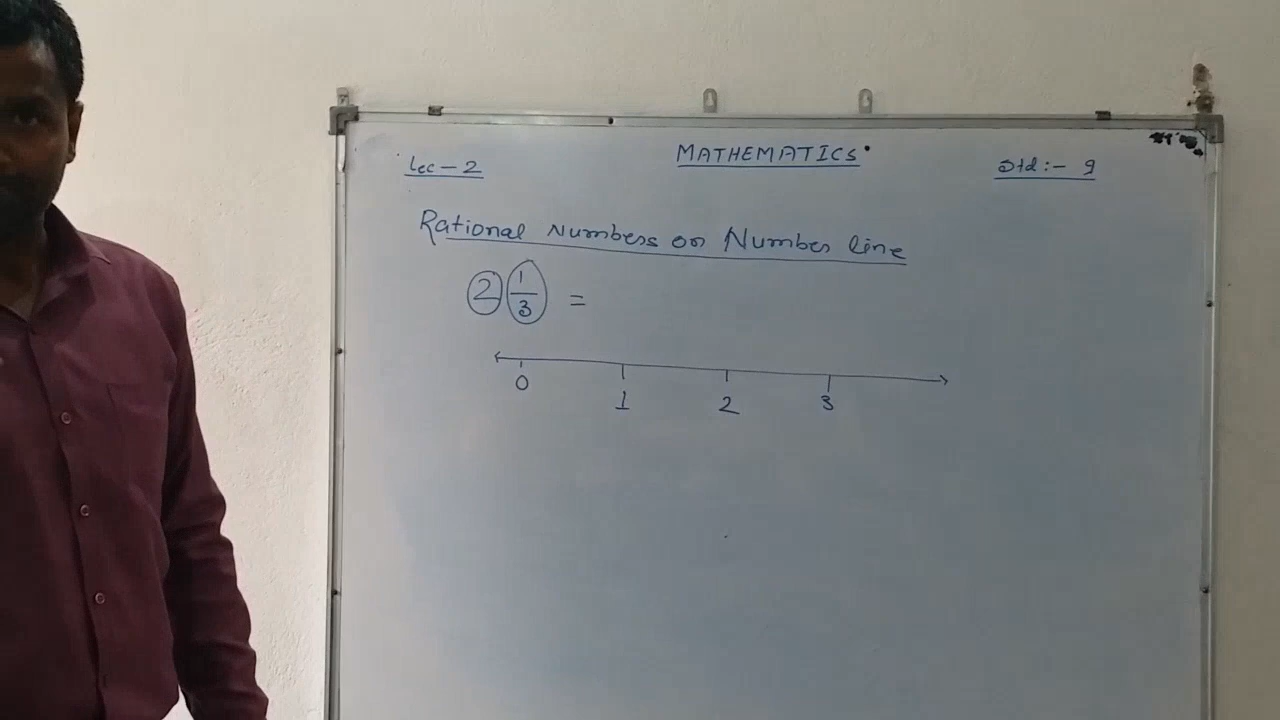 Lec - 2 MATHEMATICS Std :- 9
Rational Numbers on Number line
2 1/3 =
0 1 2 3